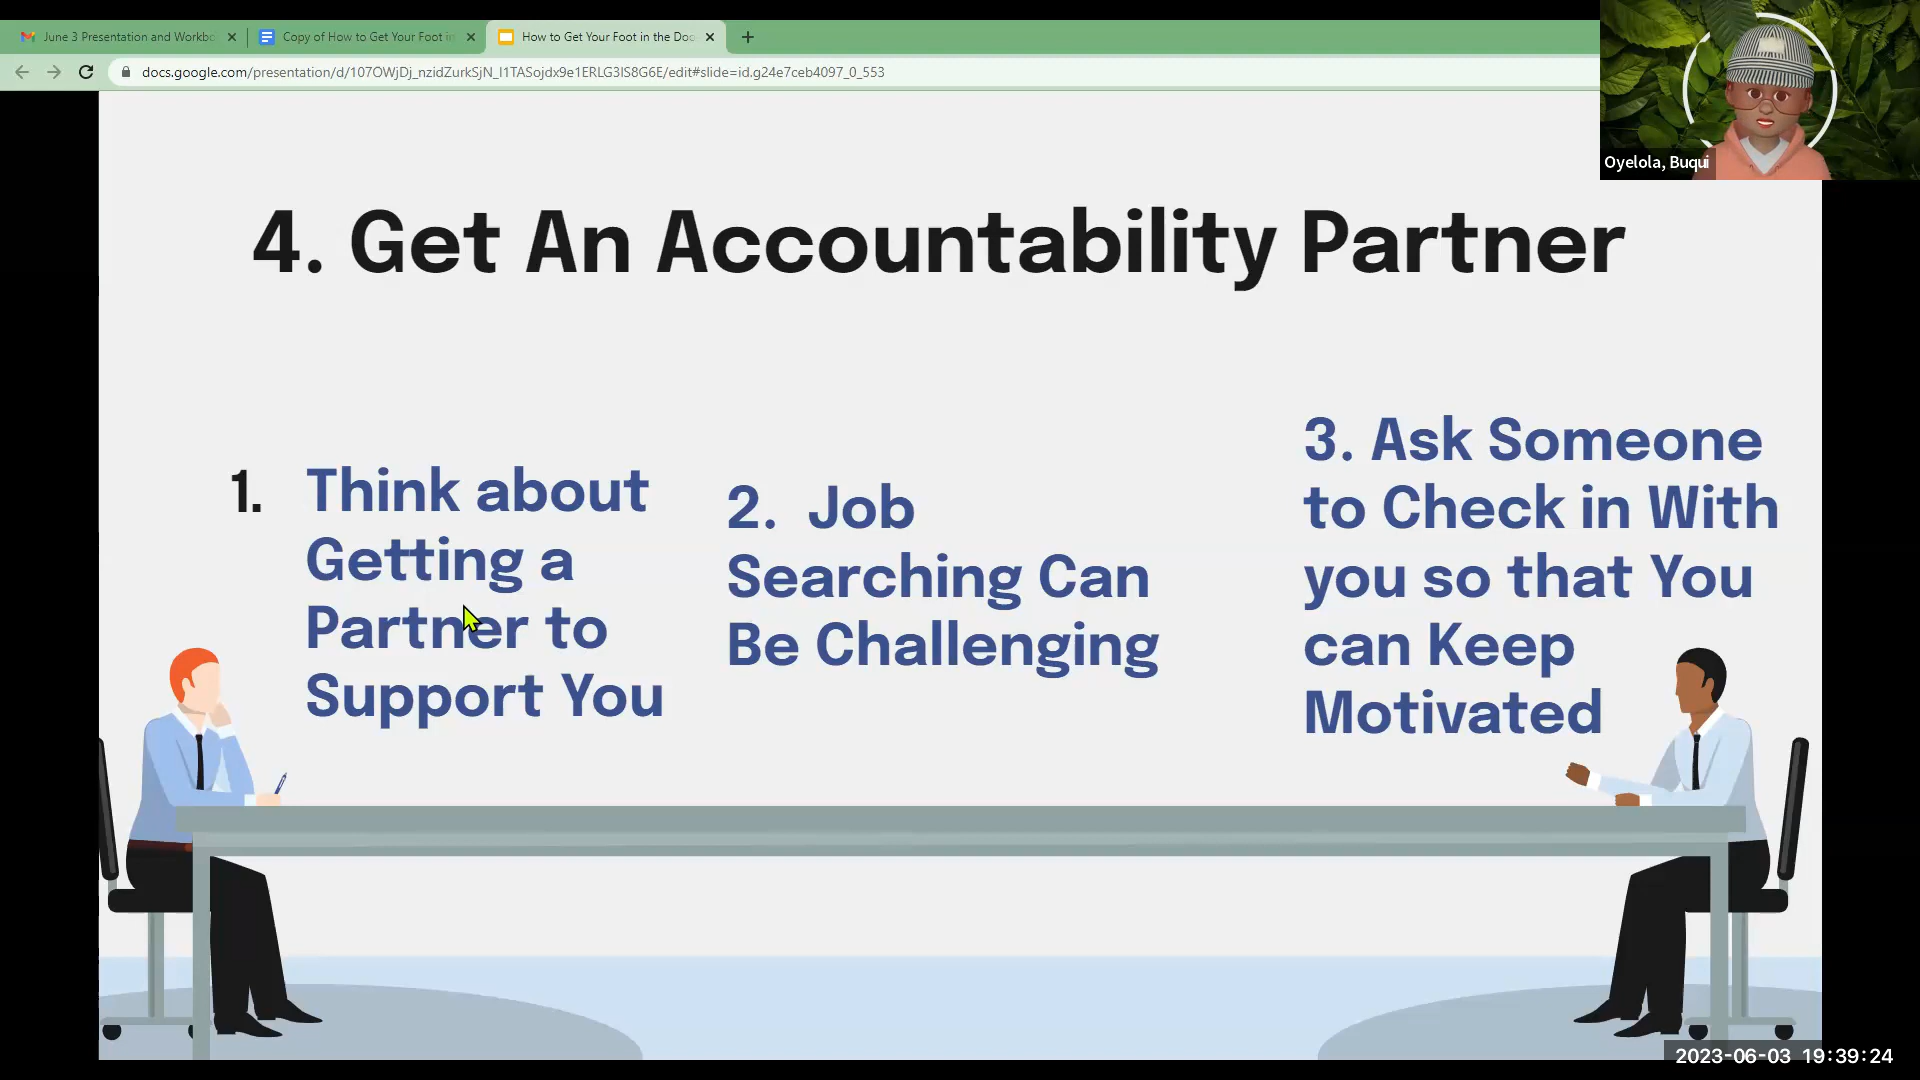 June 3 Presentation and Workbo
Copy of How to Get Your Foot in
How to Get Your Foot in the Doo
docs.google.com/presentation/d/107OWjDj_nzidZurkSjN_I1TASojdx9e1ERLG3IS8G6E/edit#slide=id.g24e7ceb4097_0_553
Oyelola, Buqui
4. Get An Accountability Partner
1. Think about
Getting a
Partner to
Support You
2. Job
Searching Can
Be Challenging
3. Ask Someone
to Check in With
you so that You
can Keep
Motivated
2023-06-03 19:39:24